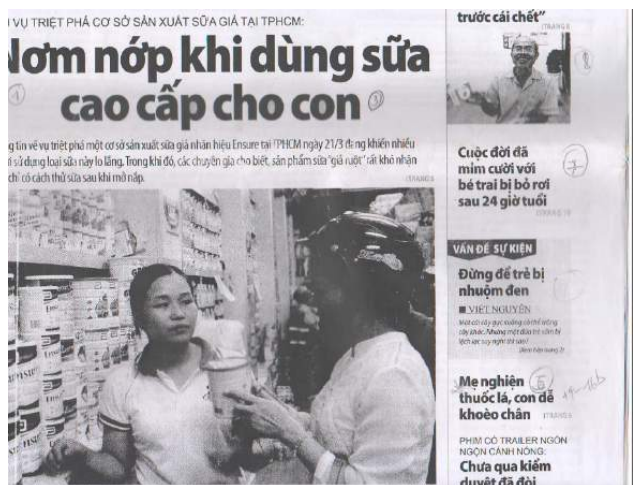 VỤ TRIỆT PHÁ CƠ SỞ SẢN XUẤT SỮA GIẢ TẠI TPHCM:
Nơm nớp khi dùng sữa
cao cấp cho con
tin về vụ triệt phá một cơ sở sản xuất sữa giả nhãn hiệu Ensure tại TPHCM ngày 21/3 đang khiến nhiều
sử dụng loại sữa này lo lắng. Trong khi đó, các chuyên gia cho biết, sản phẩm sữa "giả ruột" rất khó nhận
chỉ có cách thử sữa sau khi mở nắp.
trước cái chết"
Cuộc đời đã
mỉm cười với
bé trai bị bỏ rơi
sau 24 giờ tuổi
7
VẤN ĐỀ SỰ KIỆN
Đừng để trẻ bị
nhuộm đen
VIỆT NGUYỄN
Mẹ nghiện
thuốc lá, con dễ
khoèo chân
PHIM CÓ TRAILER NGÔN
NGỘN CẢNH NÓNG:
Chưa qua kiểm
duyệt đã đòi